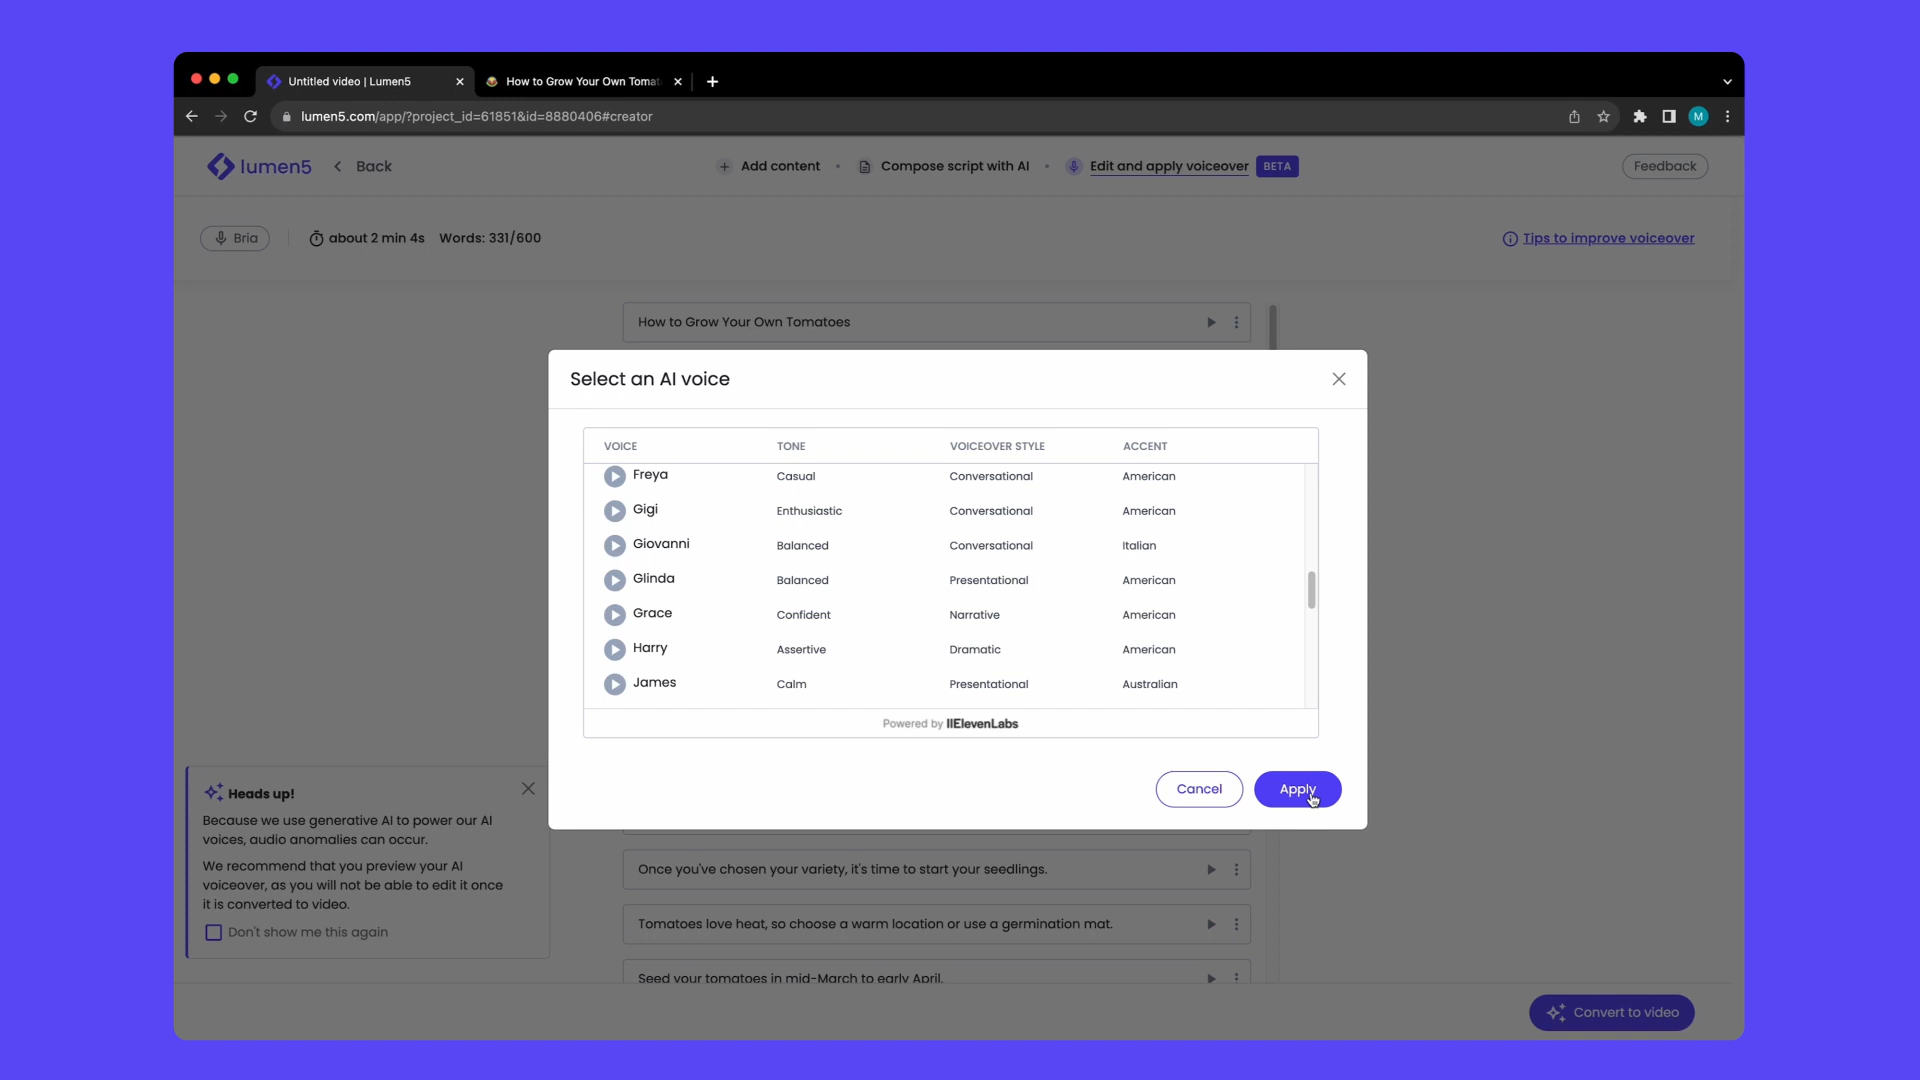 Untitled video | Lumen5
How to Grow Your Own Tomat
lumen5.com/app/?project_id=61851&id=8880406#creator
M
lumen5
Back
Add content
Compose script with AI
Edit and apply voiceover
BETA
Feedback
Bria
about 2 min 4s
Words: 331/600
Tips to improve voiceover
How to Grow Your Own Tomatoes
Select an AI voice
VOICE TONE VOICEOVER STYLE ACCENT
Freya Casual Conversational American
Gigi Enthusiastic Conversational American
Giovanni Balanced Conversational Italian
Glinda Balanced Presentational American
Grace Confident Narrative American
Harry Assertive Dramatic American
James Calm Presentational Australian
Powered by IIElevenLabs
Cancel
Apply
Heads up!
Because we use generative AI to power our AI
voices, audio anomalies can occur.
We recommend that you preview your AI
voiceover, as you will not be able to edit it once
it is converted to video.
Don't show me this again
Once you've chosen your variety, it's time to start your seedlings.
Tomatoes love heat, so choose a warm location or use a germination mat.
Seed your tomatoes in mid-March to early April.
Convert to video